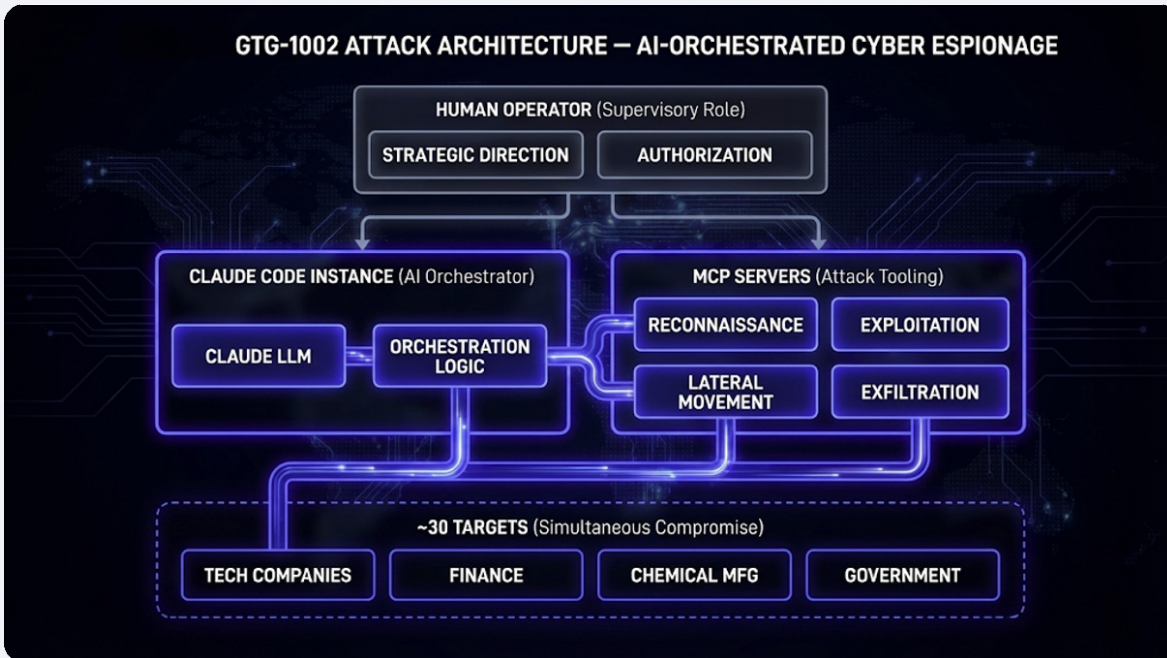 GTG-1002 ATTACK ARCHITECTURE — AI-ORCHESTRATED CYBER ESPIONAGE
HUMAN OPERATOR (Supervisory Role)
STRATEGIC DIRECTION
AUTHORIZATION
CLAUDE CODE INSTANCE (AI Orchestrator)
CLAUDE LLM
ORCHESTRATION
LOGIC
MCP SERVERS (Attack Tooling)
RECONNAISSANCE
EXPLOITATION
LATERAL
MOVEMENT
EXFILTRATION
~30 TARGETS (Simultaneous Compromise)
TECH COMPANIES
FINANCE
CHEMICAL MFG
GOVERNMENT